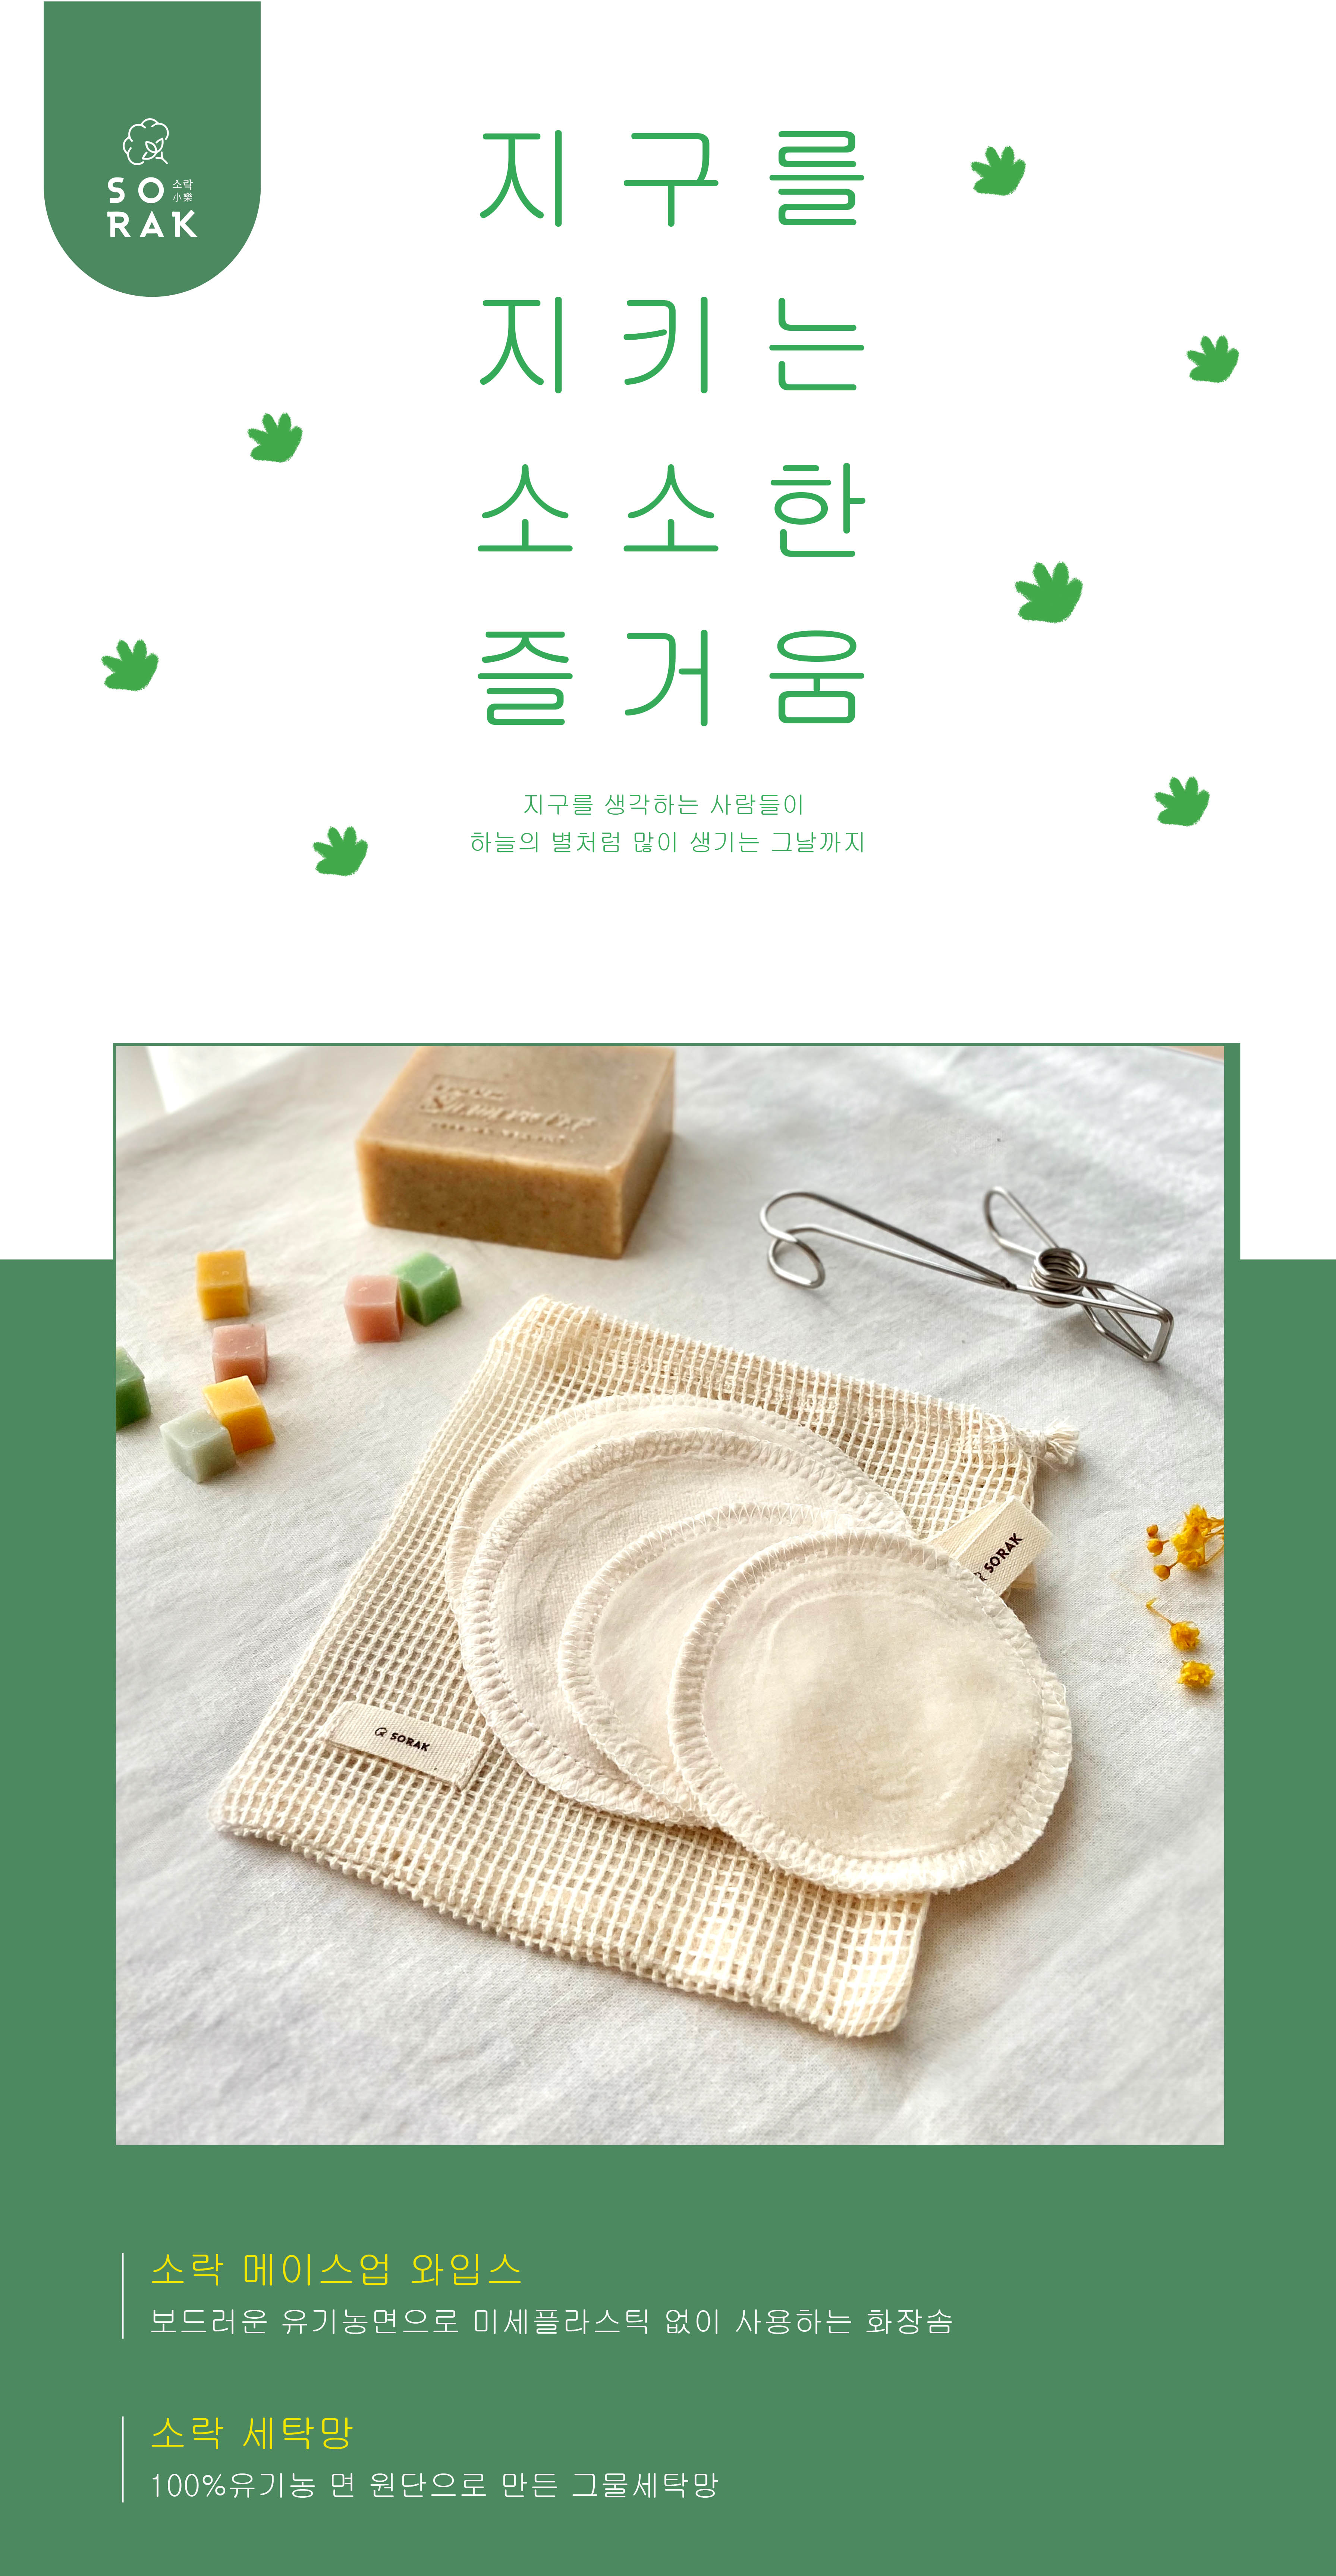 SO 소락
小樂
RAK
지구를
지키는
소소한
즐거움
지구를 생각하는 사람들이
하늘의 별처럼 많이 생기는 그날까지
SORAK
SORAK
소락 메이스업 와입스
보드러운 유기농면으로 미세플라스틱 없이 사용하는 화장솜
소락 세탁망
100%유기농 면 원단으로 만든 그물세탁망